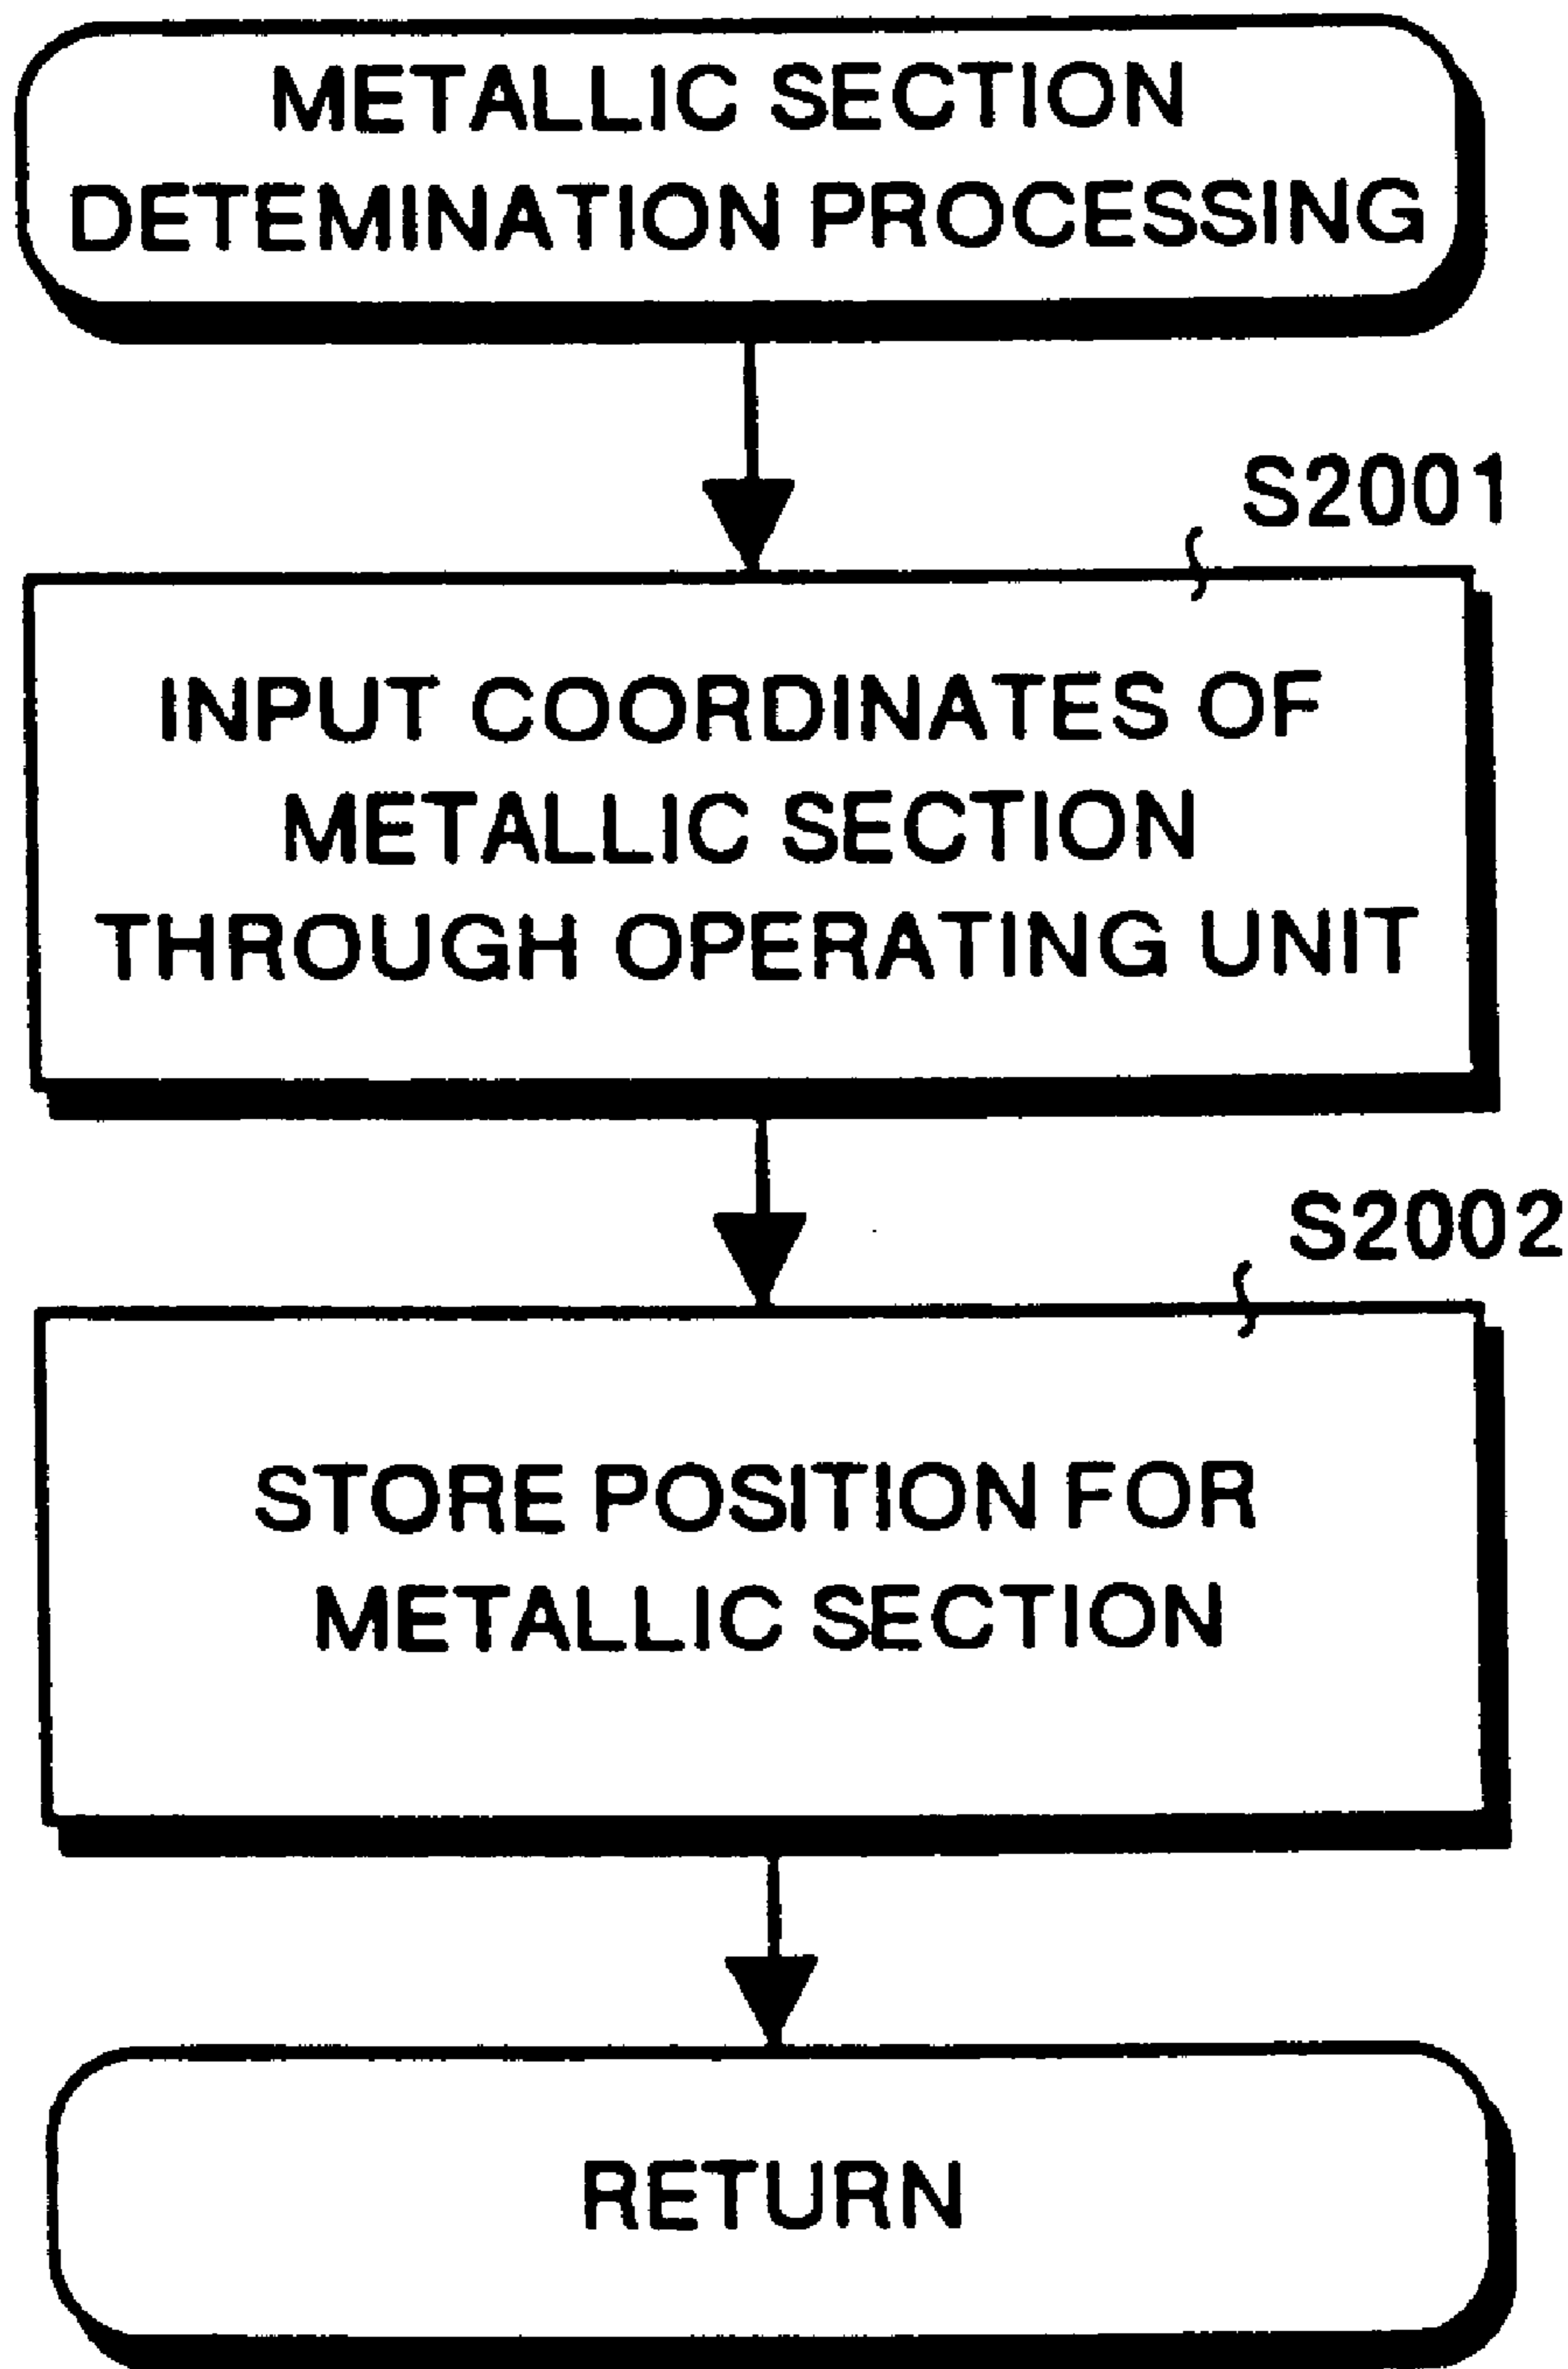 METALLIC SECTION
DETEMINATION PROCESSING
S2001
INPUT COORDINATES OF
METALLIC SECTION
THROUGH OPERATING UNIT
S2002
STORE POSITION FOR
METALLIC SECTION
RETURN